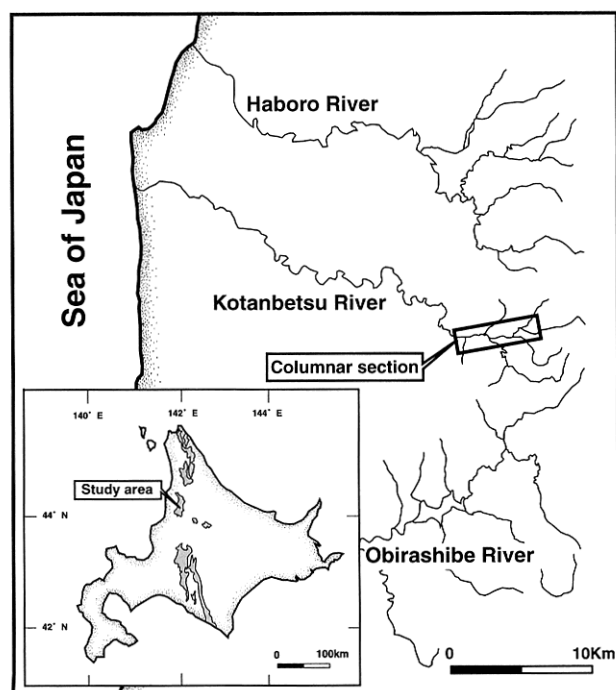 Haboro River
Sea of Japan
Kotanbetsu River
Columnar section
140° E
142°
144°
Study area
44° N
42° N
0
100km
Obirashibe River
0
10Km